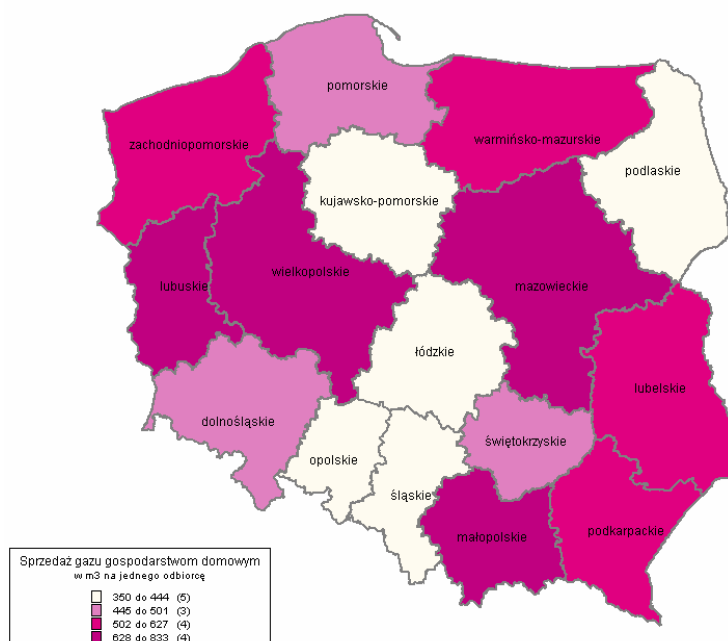 pomorskie
zachodniopomorskie
warmińsko-mazurskie
podlaskie
kujawsko-pomorskie
wielkopolskie
lubuskie
mazowieckie
łódzkie
lubelskie
dolnośląskie
świętokrzyskie
opolskie
śląskie
podkarpackie
małopolskie
Sprzedaż gazu gospodarstwom domowym
w m3 na jednego odbiorcę
350 do 444 (5)
445 do 501 (3)
502 do 627 (4)
628 do 833 (4)